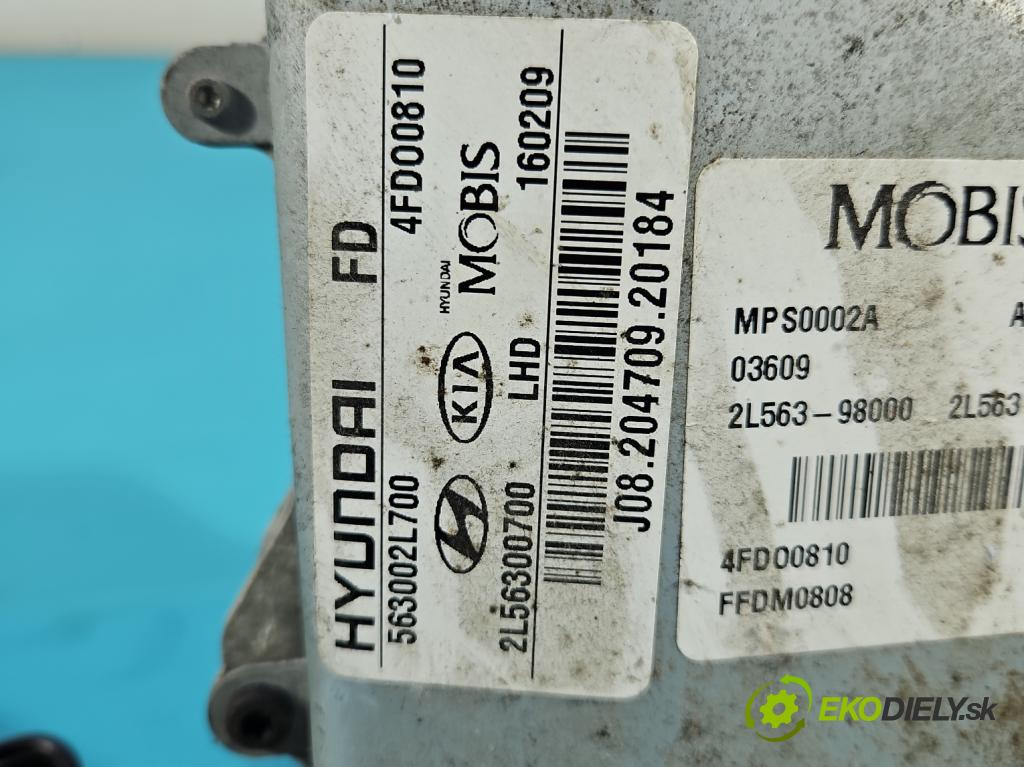 HYUNDAI FD
563002L700 4FD00810
KIA HYUNDAI MOBIS
2L56300700 LHD 160209
J08.204709.20184
MOBIS
MPS0002A A
03609
2L563-98000 2L563
4FD00810
FFDM0808
EKODIELY.sk